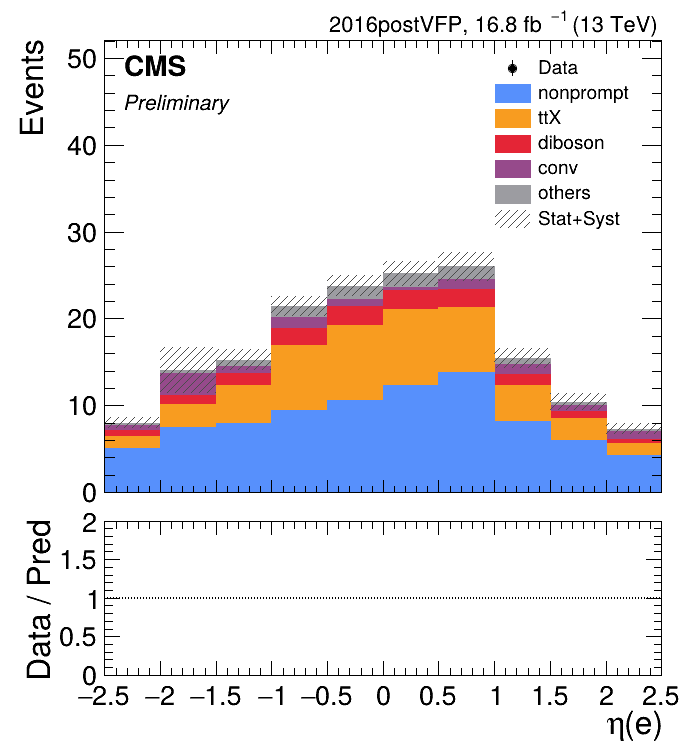 2016postVFP, 16.8 fb⁻¹ (13 TeV)
CMS
Preliminary
Data
nonprompt
ttX
diboson
conv
others
Stat+Syst
Events
50
40
30
20
10
0
Data / Pred
2
1.5
1
0.5
0
−2.5 −2 −1.5 −1 −0.5 0 0.5 1 1.5 2 2.5
η(e)